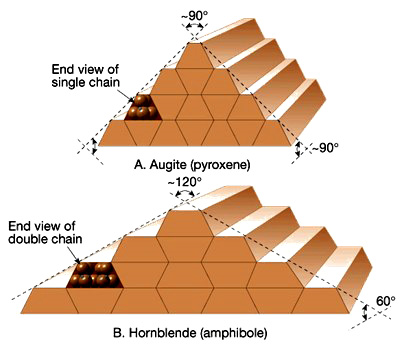 ~90°
End view of
single chain
~90°
A. Augite (pyroxene)
~120°
End view of
double chain
60°
B. Hornblende (amphibole)